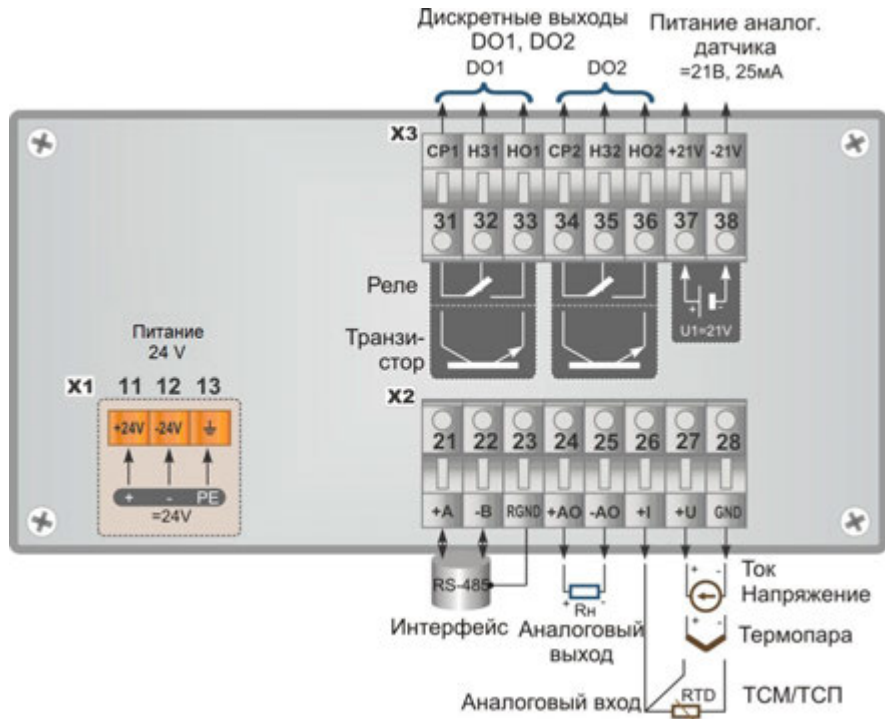 Дискретные выходы
DO1, DO2
DO1
DO2
Питание аналог.
датчика
=21В, 25мА
X3
CP1 НЗ1 НО1 CP2 НЗ2 НО2 +21V -21V
31 32 33 34 35 36 37 38
Реле
+ -
U1=21V
Транзи-
стор
Питание
24 V
X1 11 12 13
+24V -24V
+ - PE
=24V
X2
21 22 23 24 25 26 27 28
+A -B RGND +AO -AO +I +U GND
RS-485
Интерфейс
+ Rн -
Аналоговый
выход
+ -
Ток
Напряжение
+ -
Термопара
Аналоговый вход
RTD
ТСМ/ТСП